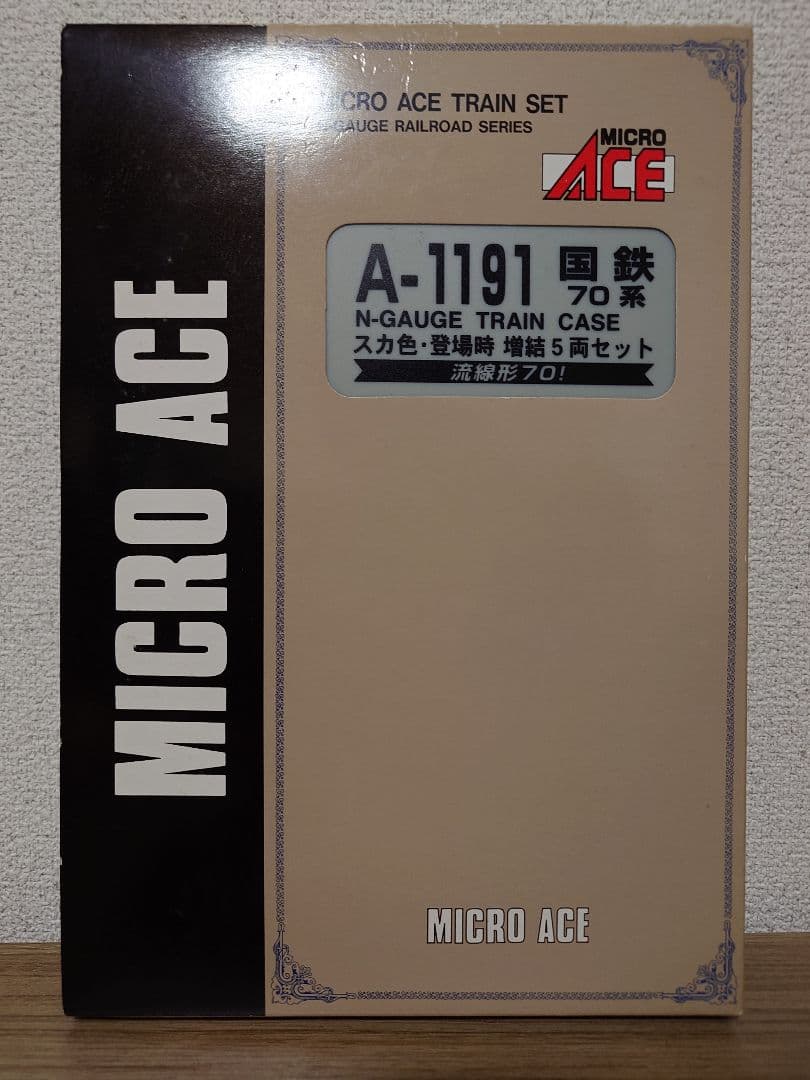 MICRO ACE
MICRO ACE TRAIN SET
GAUGE RAILROAD SERIES
MICRO
ACE
A-1191 国鉄
70系
N-GAUGE TRAIN CASE
スカ色・登場時 増結5両セット
流線形70!
MICRO ACE